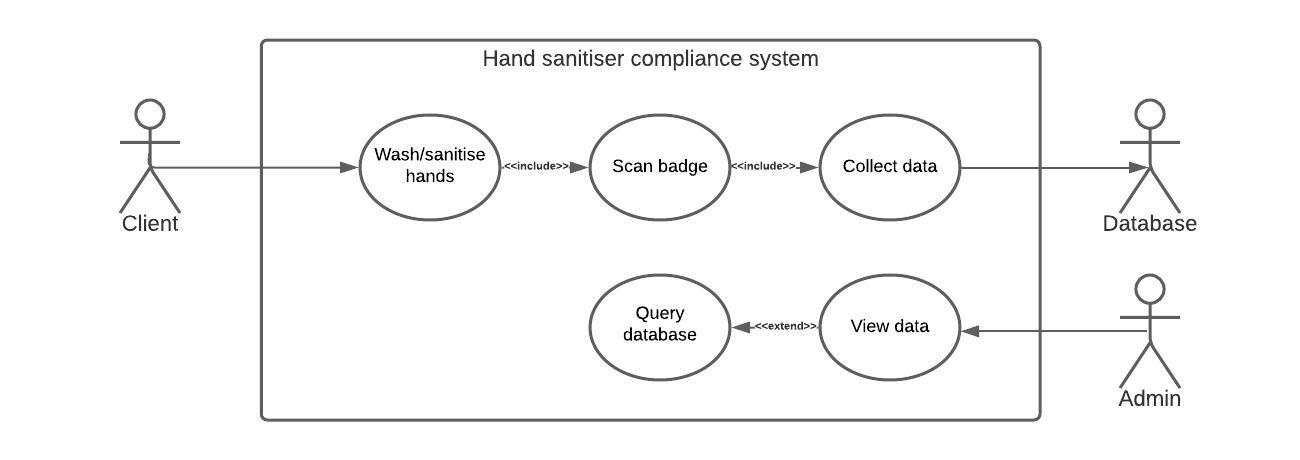 Hand sanitiser compliance system
Wash/sanitise
hands
<<include>>
Scan badge
<<include>>
Collect data
Client
Database
Query
database
<<extend>>
View data
Admin